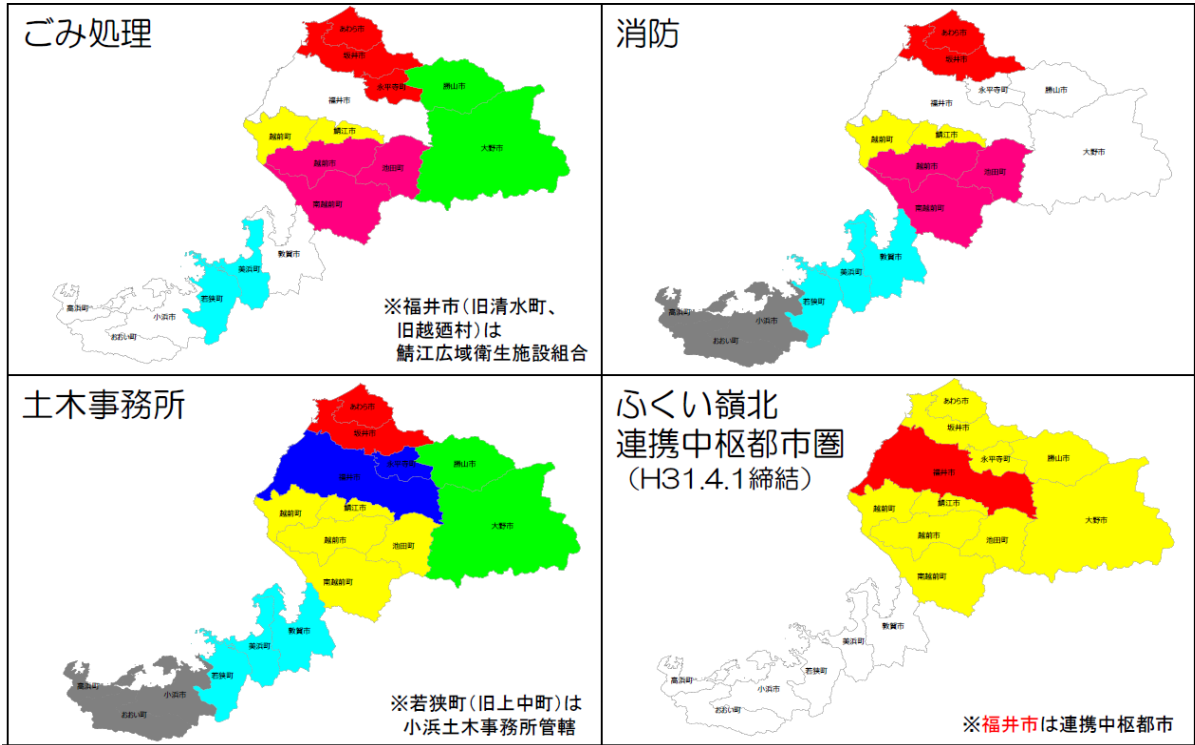 ごみ処理
あわら市
坂井市
永平寺町
勝山市
福井市
大野市
越前町
鯖江市
越前市
池田町
南越前町
敦賀市
美浜町
若狭町
高浜町
小浜市
おおい町
※福井市（旧清水町、
旧越廼村）は
鯖江広域衛生施設組合
消防
あわら市
坂井市
永平寺町
勝山市
福井市
大野市
越前町
鯖江市
越前市
池田町
南越前町
敦賀市
美浜町
若狭町
高浜町
小浜市
おおい町
土木事務所
あわら市
坂井市
永平寺町
勝山市
福井市
大野市
越前町
鯖江市
越前市
池田町
南越前町
敦賀市
美浜町
若狭町
高浜町
小浜市
おおい町
※若狭町（旧上中町）は
小浜土木事務所管轄
ふくい嶺北
連携中枢都市圏
（H31.4.1締結）
あわら市
坂井市
永平寺町
勝山市
福井市
大野市
越前町
鯖江市
越前市
池田町
南越前町
敦賀市
美浜町
若狭町
高浜町
小浜市
おおい町
※福井市は連携中枢都市